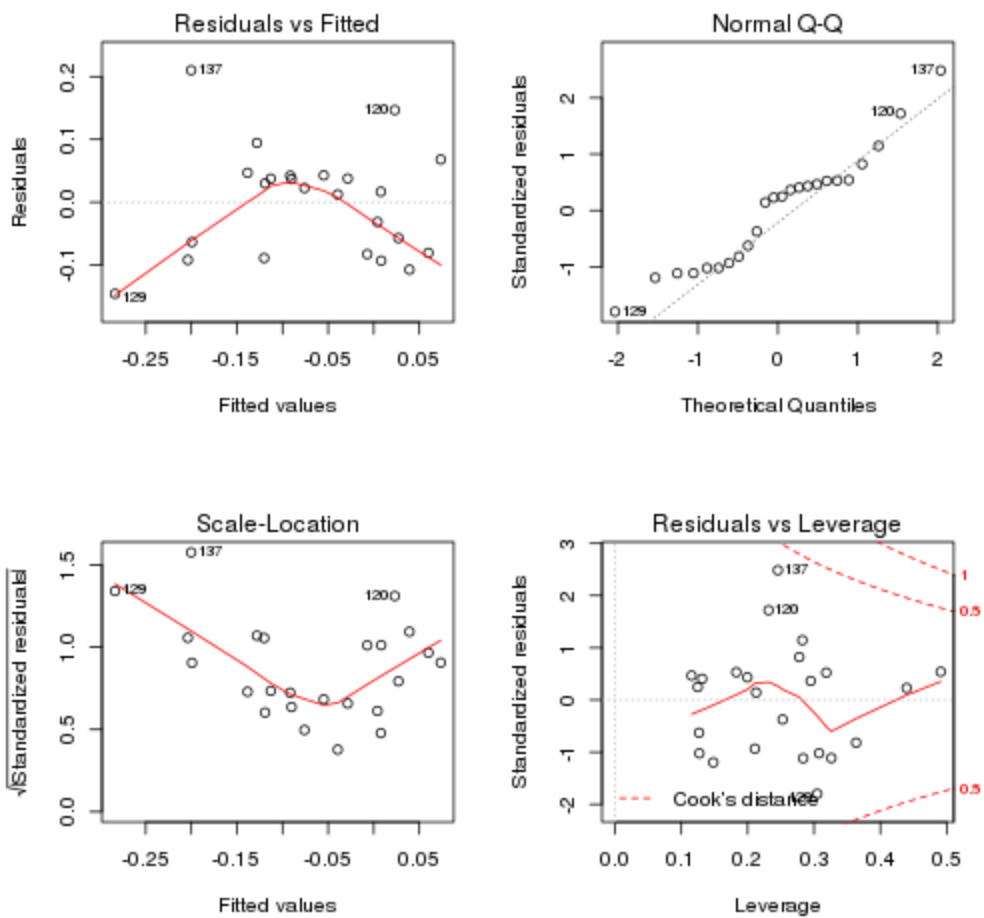 Residuals vs Fitted
Residuals
0.2
0.1
0.0
-0.1
137
120
129
-0.25 -0.15 -0.05 0.05
Fitted values
Normal Q-Q
Standardized residuals
2
1
0
-1
137
120
129
-2 -1 0 1 2
Theoretical Quantiles
Scale-Location
√|Standardized residuals|
1.5
1.0
0.5
0.0
137
129
120
-0.25 -0.15 -0.05 0.05
Fitted values
Residuals vs Leverage
Standardized residuals
3
2
1
0
-1
-2
137
120
129
1
0.5
0.5
Cook's distance
0.0 0.1 0.2 0.3 0.4 0.5
Leverage